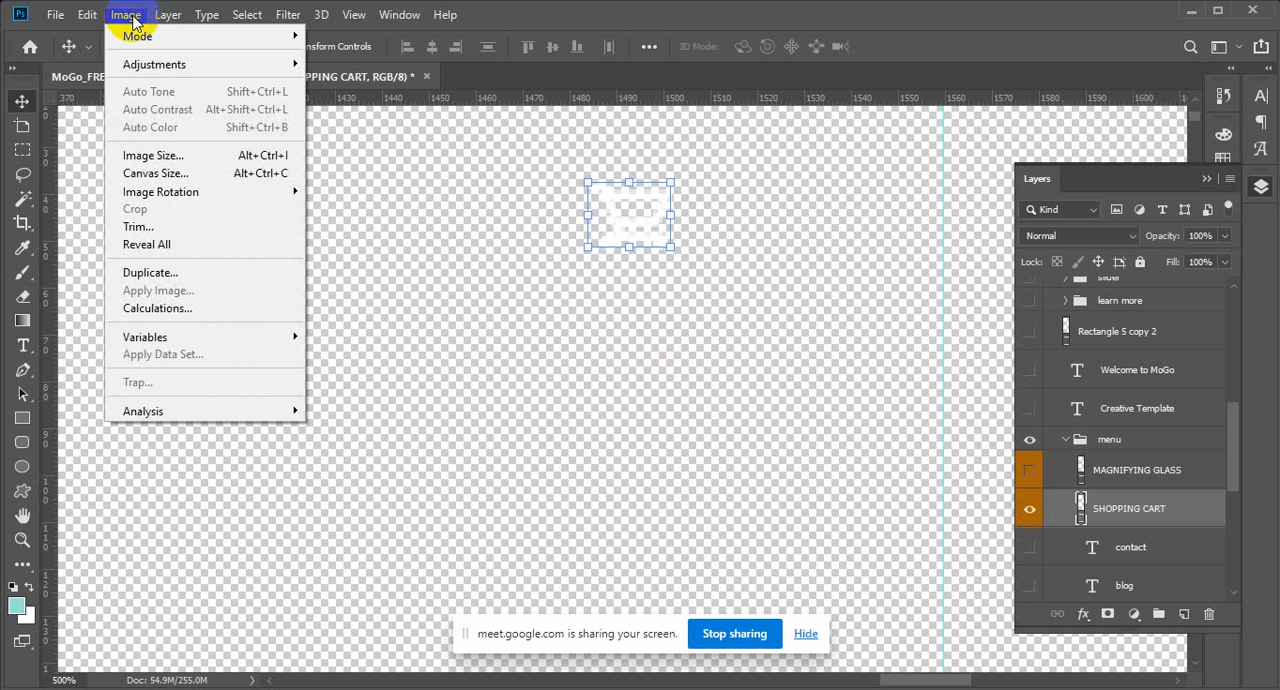 Ps File Edit Image Layer Type Select Filter 3D View Window Help
nsform Controls 3D Mode:
MoGo_FRE PPING CART, RGB/8) * ×
370 1430 1440 1450 1460 1470 1480 1490 1500 1510 1520 1530 1540 1550 1560 1570 1580 1590 1600
Mode
Adjustments
Auto Tone Shift+Ctrl+L
Auto Contrast Alt+Shift+Ctrl+L
Auto Color Shift+Ctrl+B
Image Size... Alt+Ctrl+I
Canvas Size... Alt+Ctrl+C
Image Rotation
Crop
Trim...
Reveal All
Duplicate...
Apply Image...
Calculations...
Variables
Apply Data Set...
Trap...
Analysis
Layers
Kind
Normal Opacity: 100%
Lock: Fill: 100%
slider
learn more
Rectangle 5 copy 2
Welcome to MoGo
Creative Template
menu
MAGNIFYING GLASS
SHOPPING CART
contact
blog
meet.google.com is sharing your screen. Stop sharing Hide
500% Doc: 54.9M/255.0M